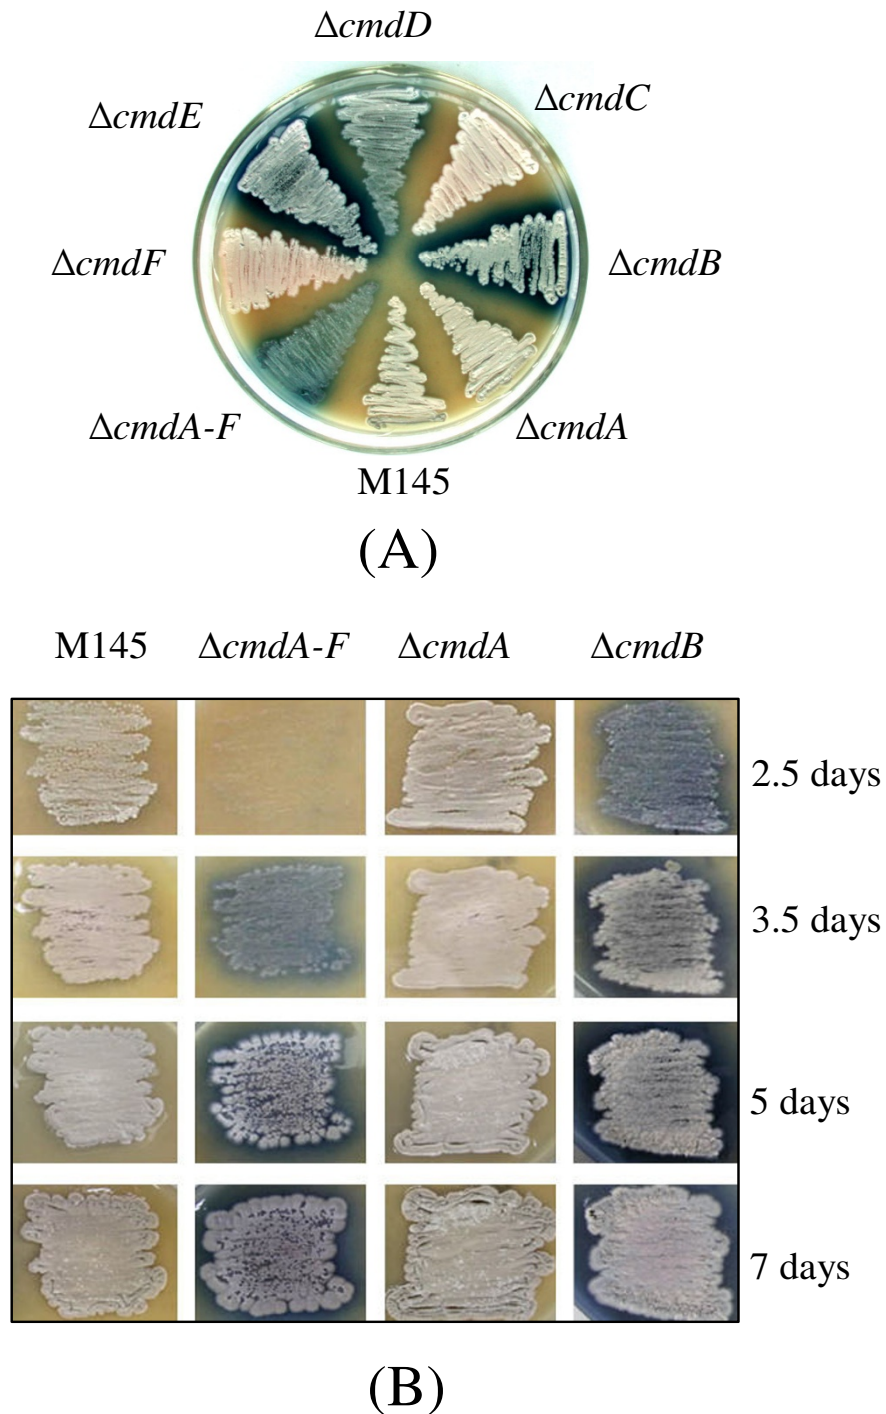 ΔcmdD
ΔcmdE
ΔcmdC
ΔcmdF
ΔcmdB
ΔcmdA-F
ΔcmdA
M145
(A)
M145 ΔcmdA-F ΔcmdA ΔcmdB
2.5 days
3.5 days
5 days
7 days
(B)